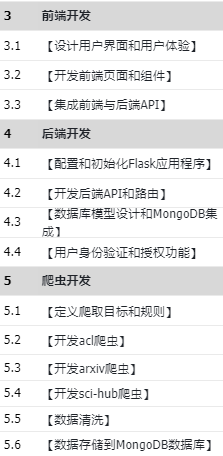 3 前端开发
3.1 【设计用户界面和用户体验】
3.2 【开发前端页面和组件】
3.3 【集成前端与后端API】
4 后端开发
4.1 【配置和初始化Flask应用程序】
4.2 【开发后端API和路由】
4.3 【数据库模型设计和MongoDB集
成】
4.4 【用户身份验证和授权功能】
5 爬虫开发
5.1 【定义爬取目标和规则】
5.2 【开发acl爬虫】
5.3 【开发arxiv爬虫】
5.4 【开发sci-hub爬虫】
5.5 【数据清洗】
5.6 【数据存储到MongoDB数据库】